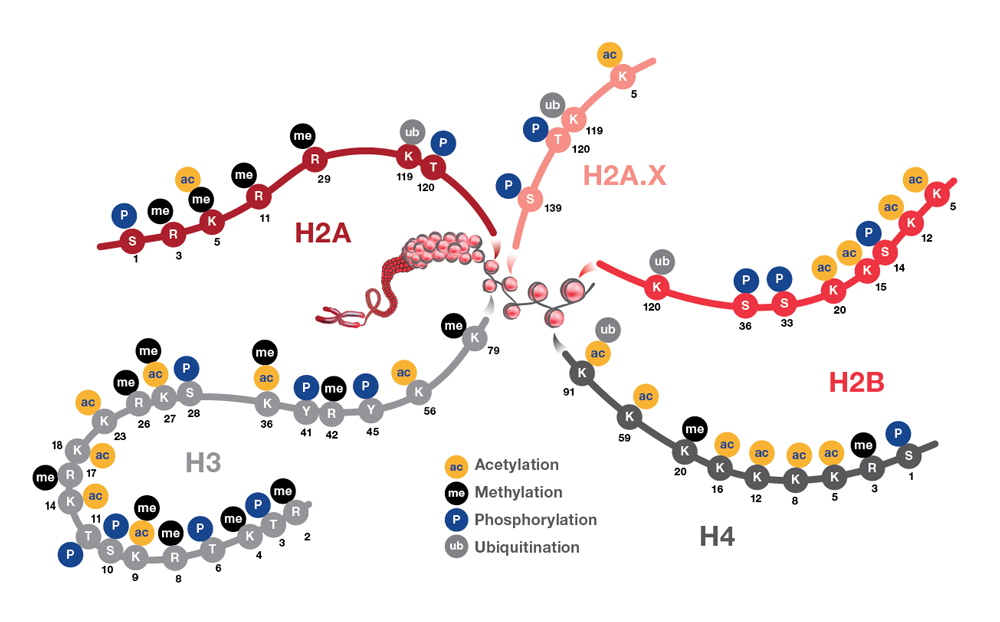 ac
K
5
ub
K
119
P
T
120
H2A.X
P
S
139
me
R
29
ub
K
119
P
T
120
ac
me
K
5
me
R
11
P
S
1
me
R
3
H2A
ac
K
5
ac
K
12
P
S
14
ac
K
15
ac
K
20
P
S
33
P
S
36
ub
K
120
H2B
me
K
79
ac
K
56
P
Y
45
me
R
42
P
Y
41
me
ac
K
36
P
S
28
me
ac
K
27
me
R
26
ac
K
23
18
K
ac
me
R
17
14
K
ac
11
T
P
P
S
10
me
ac
K
9
me
R
8
P
T
6
me
K
4
P
T
3
me
R
2
H3
ub
ac
K
91
ac
K
59
me
K
20
ac
K
16
ac
K
12
ac
K
8
ac
K
5
me
R
3
P
S
1
H4
ac Acetylation
me Methylation
P Phosphorylation
ub Ubiquitination